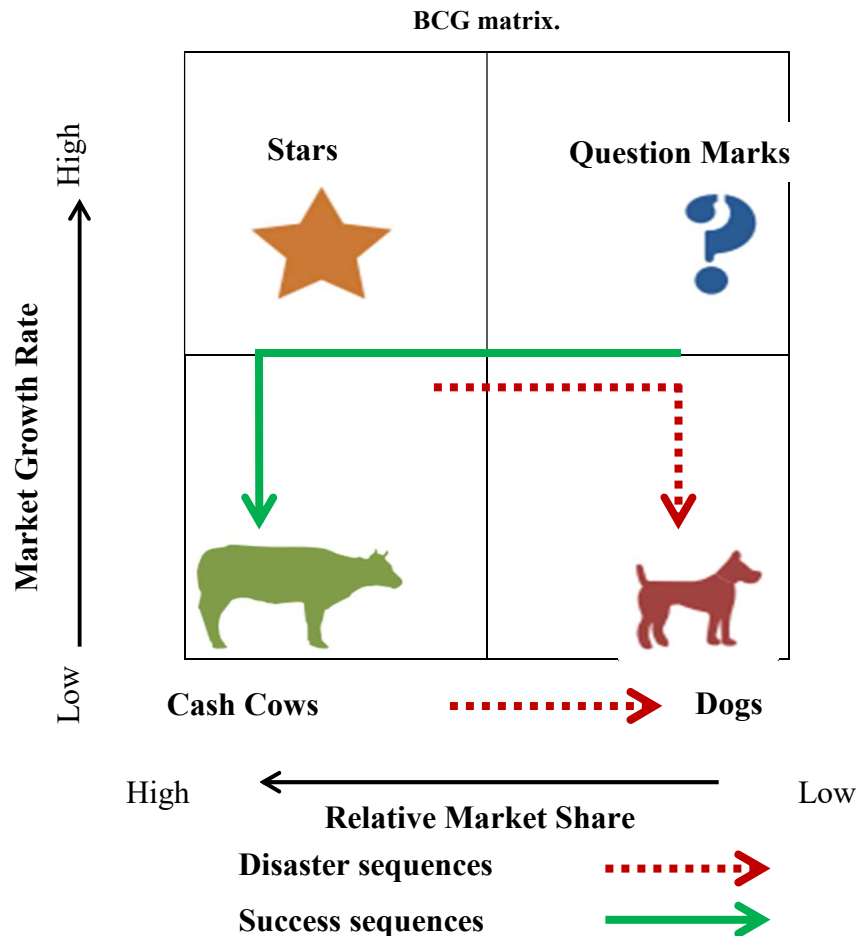 BCG matrix.
Stars
Question Marks
High
Market Growth Rate
Low
Cash Cows
Dogs
High
Low
Relative Market Share
Disaster sequences
Success sequences